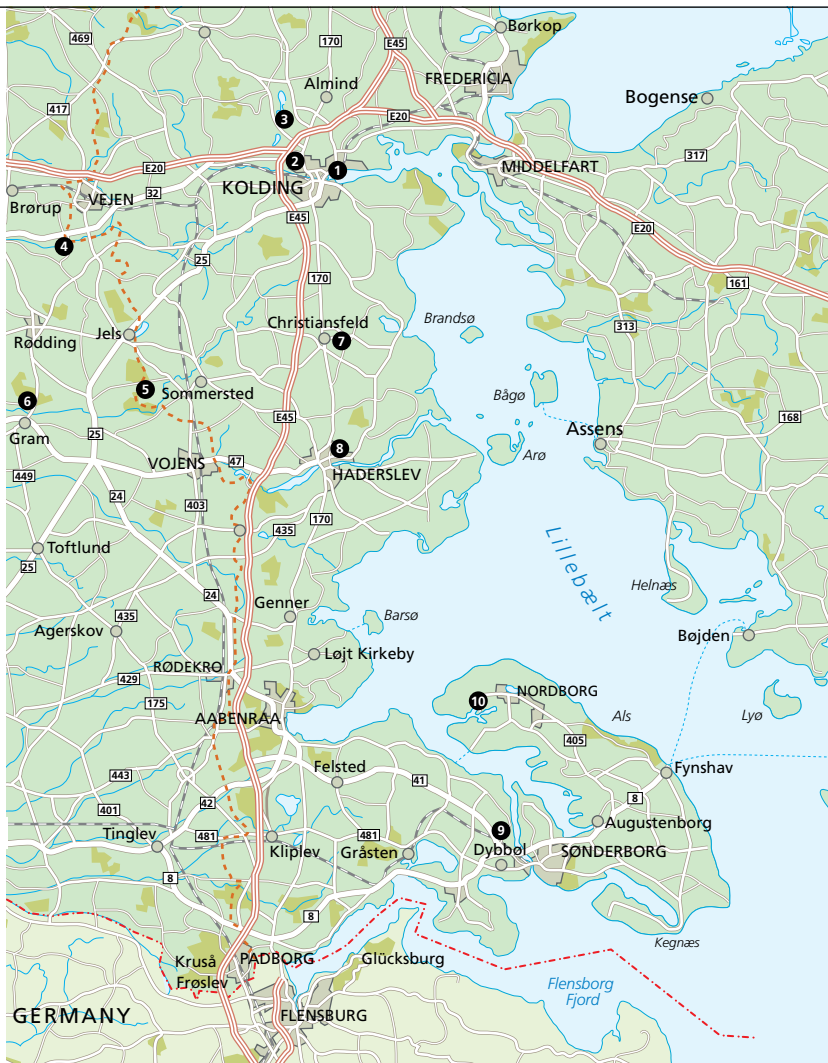 469
170
E45
Børkop
Almind
FREDERICIA
Bogense
417
3
E20
317
E20
2
1
MIDDELFART
32
KOLDING
VEJEN
Brørup
E45
E20
4
25
170
161
Christiansfeld
Brandsø
313
Jels
7
Rødding
5
Sommersted
Bågø
6
E45
168
Gram
Assens
25
8
Arø
VOJENS
47
HADERSLEV
449
24
403
170
435
Lillebælt
Toftlund
25
Helnæs
24
Genner
Barsø
435
Agerskov
Bøjden
Løjt Kirkeby
RØDEKRO
429
175
10
NORDBORG
AABENRAA
Als
Lyø
405
443
Felsted
41
Fynshav
42
8
401
Augustenborg
9
Tinglev
481
Kliplev
481
Gråsten
Dybbøl
SØNDERBORG
8
8
Kegnæs
Kruså
PADBORG
Glücksburg
Frøslev
Flensborg
Fjord
GERMANY
FLENSBURG